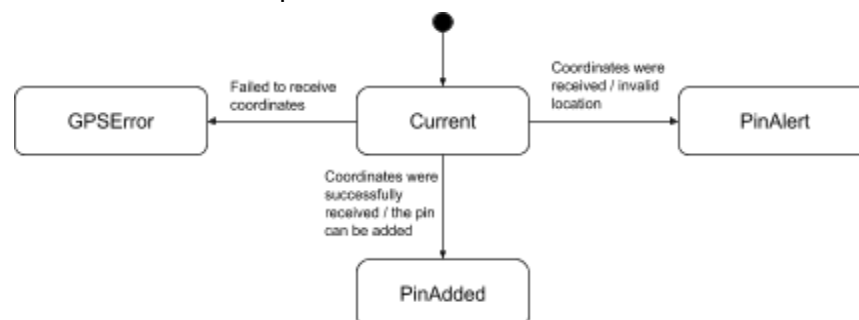 Failed to receive
coordinates
Coordinates were
received / invalid
location
GPSError
Current
PinAlert
Coordinates were
successfully
received / the pin
can be added
PinAdded